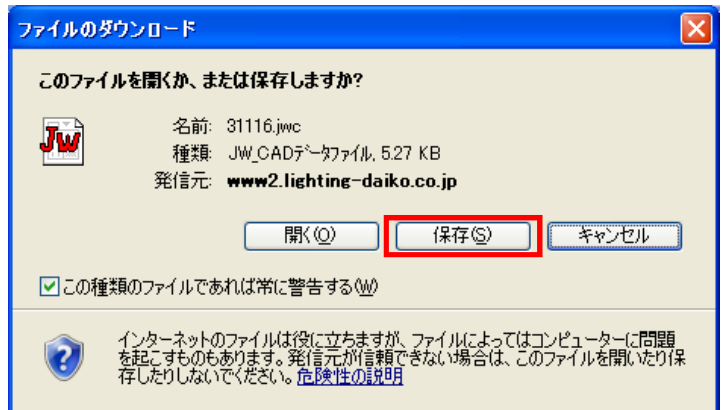 ファイルのダウンロード
このファイルを開くか、または保存しますか?
Jw
名前: 31116.jwc
種類: JW_CADデータファイル, 5.27 KB
発信元: www2.lighting-daiko.co.jp
開く(O) 保存(S) キャンセル
この種類のファイルであれば常に警告する(W)
インターネットのファイルは役に立ちますが、ファイルによってはコンピューターに問題
を起こすものもあります。発信元が信頼できない場合は、このファイルを開いたり保
存したりしないでください。危険性の説明